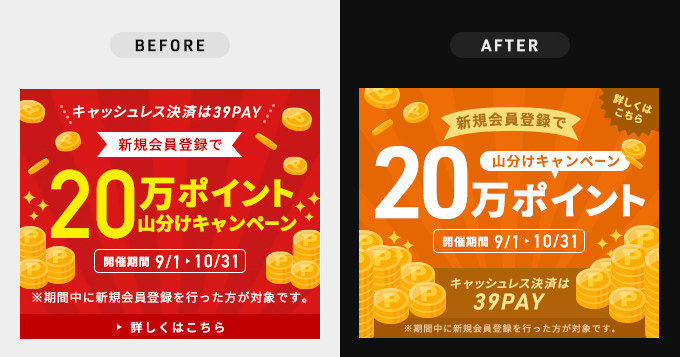 BEFORE
キャッシュレス決済は39PAY
新規会員登録で
20万ポイント
山分けキャンペーン
開催期間 9/1▶10/31
※期間中に新規会員登録を行った方が対象です。
▶ 詳しくはこちら
AFTER
詳しくは
こちら
新規会員登録で
山分けキャンペーン
20万ポイント
開催期間 9/1▶10/31
キャッシュレス決済は
39PAY
※期間中に新規会員登録を行った方が対象です。